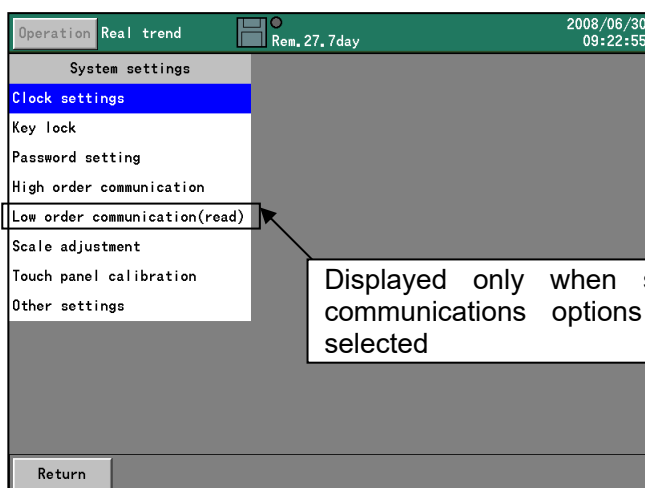 Operation Real trend
Rem.27.7day
2008/06/30
09:22:55
System settings
Clock settings
Key lock
Password setting
High order communication
Low order communication(read)
Scale adjustment
Touch panel calibration
Other settings
Displayed only when
communications options
selected
Return